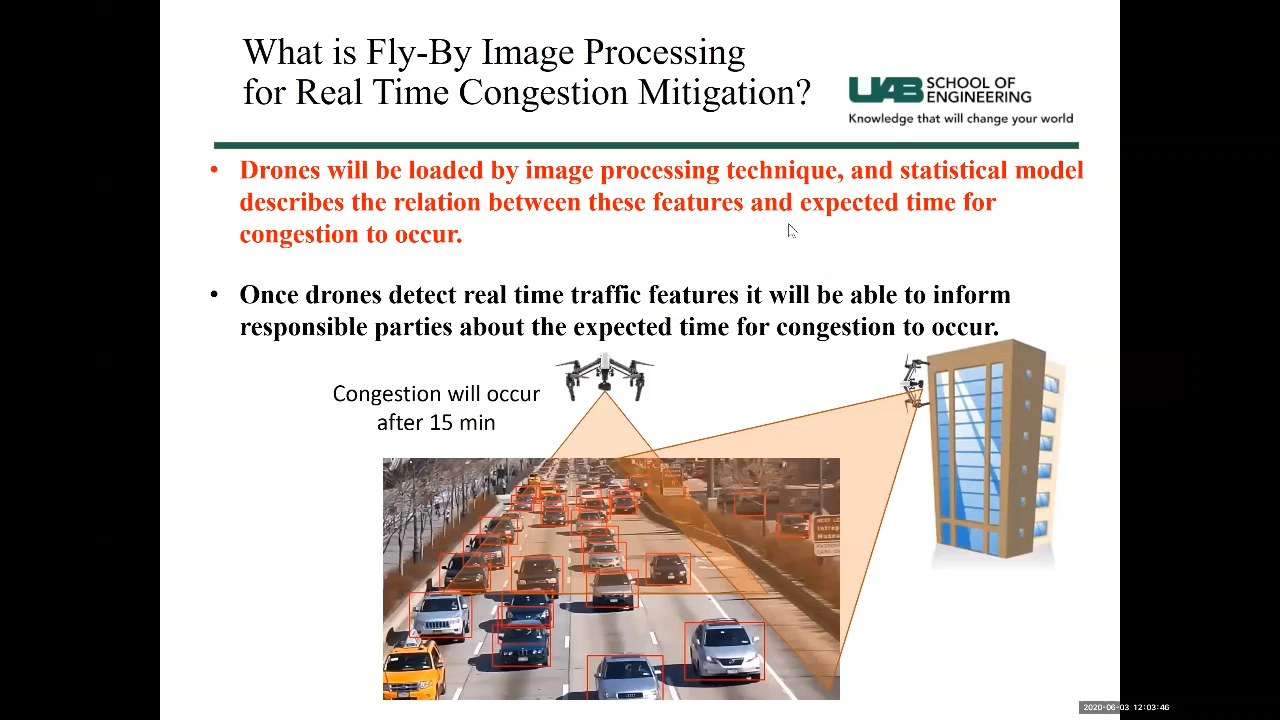 What is Fly-By Image Processing
for Real Time Congestion Mitigation?
UAB SCHOOL OF
ENGINEERING
Knowledge that will change your world
• Drones will be loaded by image processing technique, and statistical model
describes the relation between these features and expected time for
congestion to occur.
• Once drones detect real time traffic features it will be able to inform
responsible parties about the expected time for congestion to occur.
Congestion will occur
after 15 min
2020-06-03 12:03:46